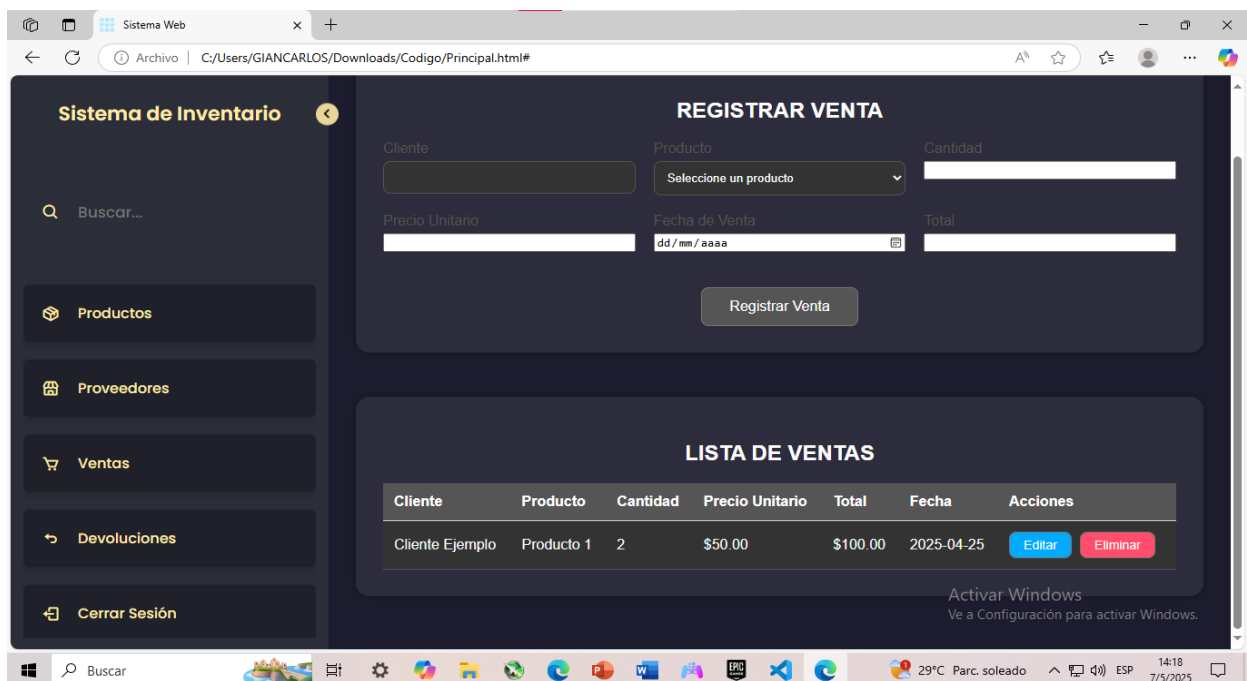 Sistema Web
Archivo | C:/Users/GIANCARLOS/Downloads/Codigo/Principal.html#
Sistema de Inventario
Buscar...
Productos
Proveedores
Ventas
Devoluciones
Cerrar Sesión
REGISTRAR VENTA
Cliente Producto Cantidad
Seleccione un producto
Precio Unitario Fecha de Venta Total
dd/mm/aaaa
Registrar Venta
LISTA DE VENTAS
Cliente Producto Cantidad Precio Unitario Total Fecha Acciones
Cliente Ejemplo Producto 1 2 $50.00 $100.00 2025-04-25 Editar Eliminar
Activar Windows
Ve a Configuración para activar Windows.
Buscar
EPIC GAMES
29°C Parc. soleado
ESP
14:18
7/5/2025